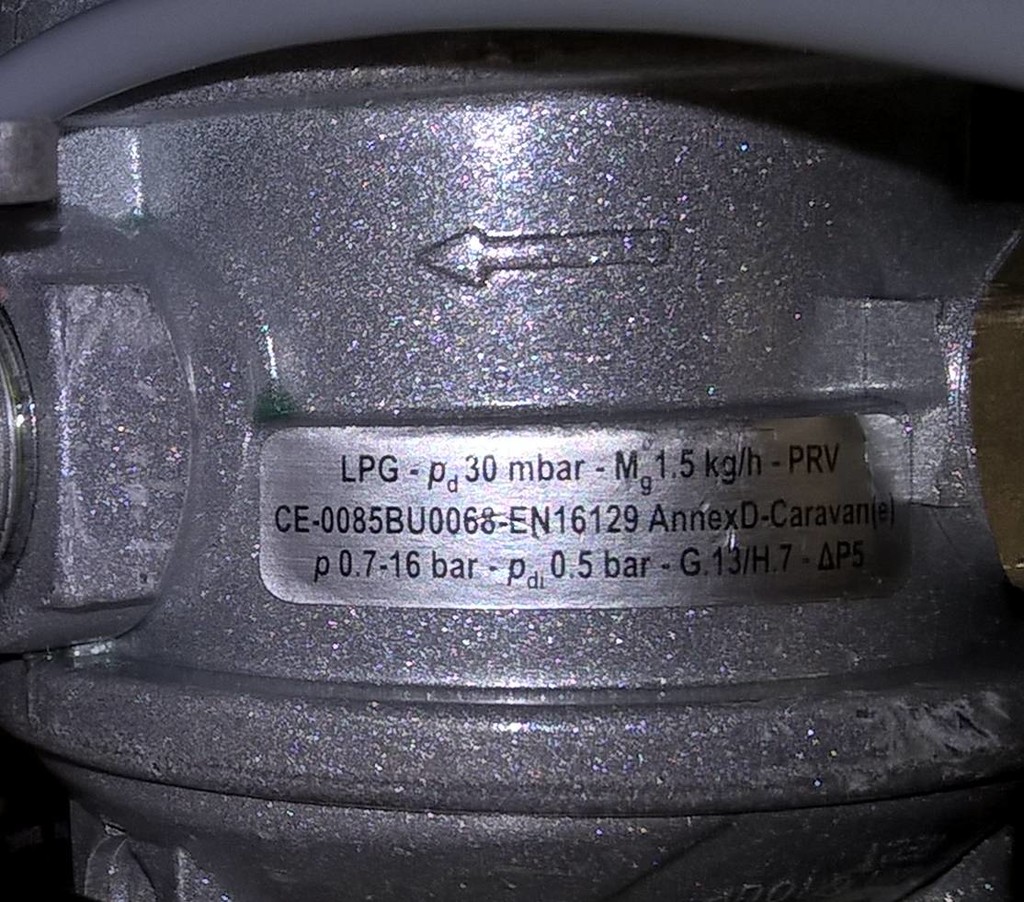 LPG - pd 30 mbar - Mg 1.5 kg/h - PRV
CE-0085BU0068-EN16129 AnnexD-Caravan(e)
p 0.7-16 bar - pdi 0.5 bar - G.13/H.7 - ΔP5